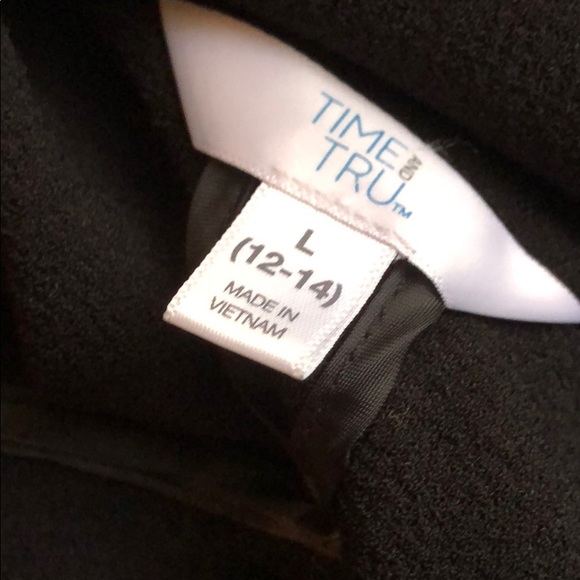 TIME AND
TRU™
L
(12-14)
MADE IN
VIETNAM